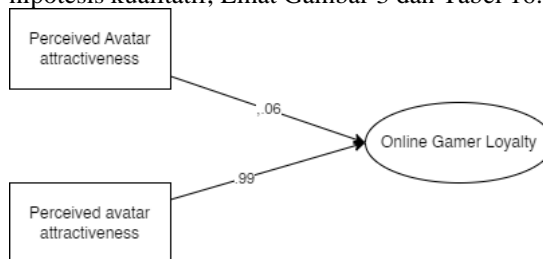 hipotesis kualitatif, Lihat Gambar 3 dan Tabel 10.
Perceived Avatar
attractiveness
,.06
Online Gamer Loyalty
.99
Perceived avatar
attractiveness